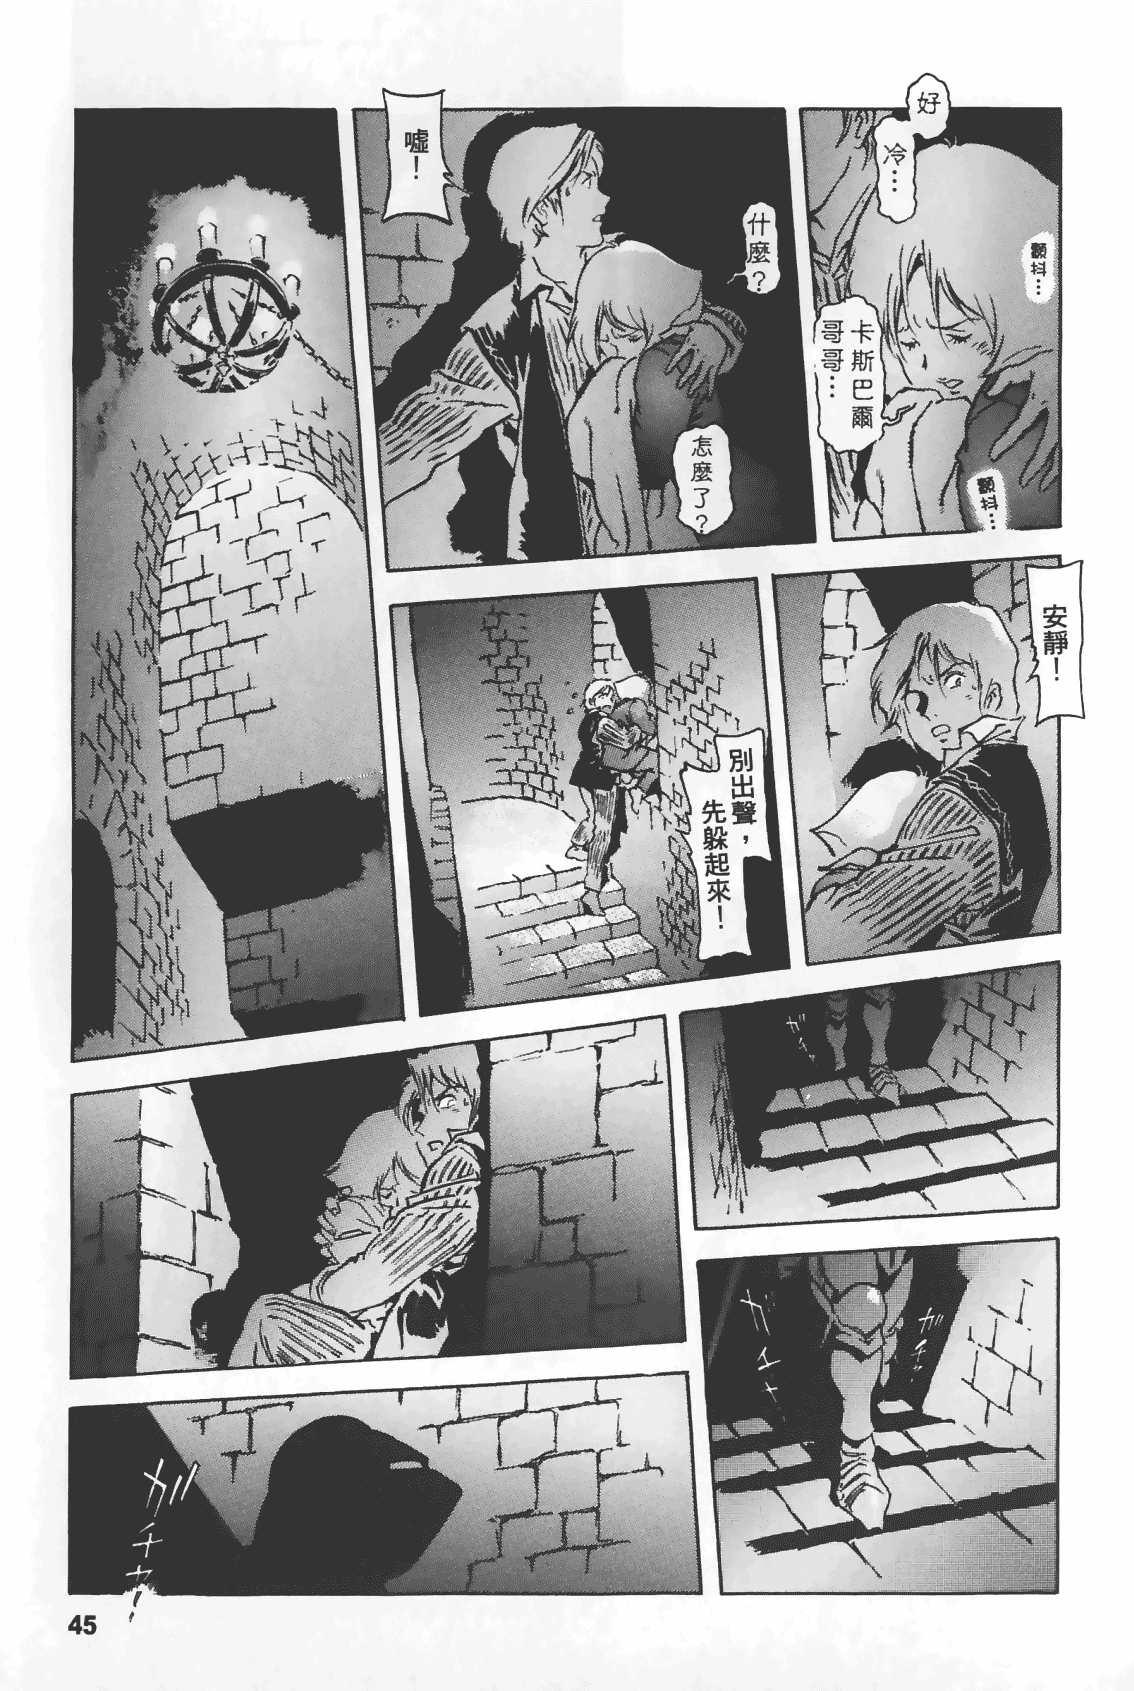 好
冷…
顫抖…
卡斯巴爾
哥哥…
顫抖…
什麼？
怎麼了？
噓！
安靜！
別出聲，
先躲起來！
ガチャ
ガチャ
ガチャ
ガチャ！
45